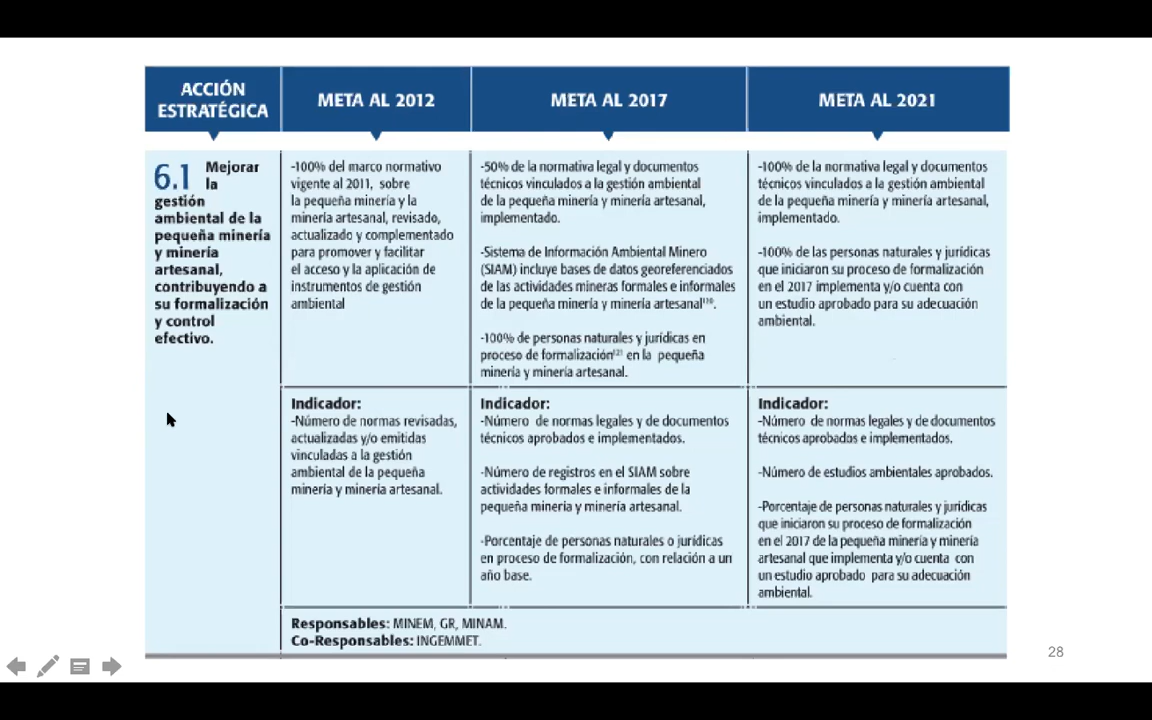 ACCIÓN
ESTRATÉGICA
META AL 2012
META AL 2017
META AL 2021
6.1 Mejorar
la
gestión
ambiental de la
pequeña minería
y minería
artesanal,
contribuyendo a
su formalización
y control
efectivo.
-100% del marco normativo
vigente al 2011, sobre
la pequeña minería y la
minería artesanal, revisado,
actualizado y complementado
para promover y facilitar
el acceso y la aplicación de
instrumentos de gestión
ambiental
-50% de la normativa legal y documentos
técnicos vinculados a la gestión ambiental
de la pequeña minería y minería artesanal,
implementado.
-Sistema de Información Ambiental Minero
(SIAM) incluye bases de datos georeferenciados
de las actividades mineras formales e informales
de la pequeña minería y minería artesanal
-100% de personas naturales y jurídicas en
proceso de formalización en la pequeña
minería y minería artesanal.
-100% de la normativa legal y documentos
técnicos vinculados a la gestión ambiental
de la pequeña minería y minería artesanal,
implementado.
-100% de las personas naturales y jurídicas
que iniciaron su proceso de formalización
en el 2017 implementa y/o cuenta con
un estudio aprobado para su adecuación
ambiental.
Indicador:
-Número de normas revisadas,
actualizadas y/o emitidas
vinculadas a la gestión
ambiental de la pequeña
minería y minería artesanal.
Indicador:
-Número de normas legales y de documentos
técnicos aprobados e implementados.
-Número de registros en el SIAM sobre
actividades formales e informales de la
pequeña minería y minería artesanal.
-Porcentaje de personas naturales o jurídicas
en proceso de formalización, con relación a un
año base.
Indicador:
-Número de normas legales y de documentos
técnicos aprobados e implementados.
-Número de estudios ambientales aprobados.
-Porcentaje de personas naturales y jurídicas
que iniciaron su proceso de formalización
en el 2017 de la pequeña minería y minería
artesanal que implementa y/o cuenta con
un estudio aprobado para su adecuación
ambiental.
Responsables: MINEM, GR, MINAM.
Co-Responsables: INGEMMET.
28